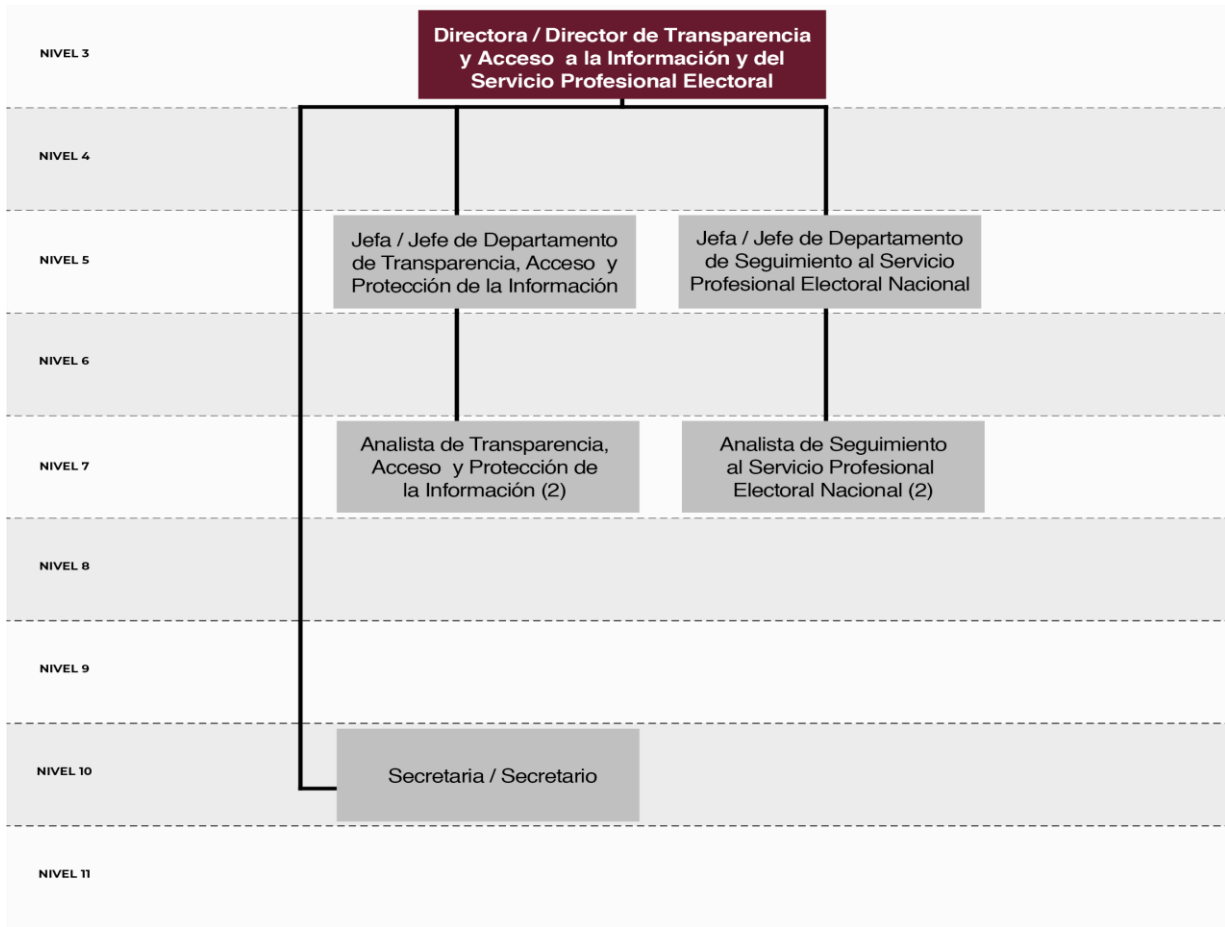 NIVEL 3
Directora / Director de Transparencia
y Acceso a la Información y del
Servicio Profesional Electoral
NIVEL 4
NIVEL 5
Jefa / Jefe de Departamento
de Transparencia, Acceso y
Protección de la Información
Jefa / Jefe de Departamento
de Seguimiento al Servicio
Profesional Electoral Nacional
NIVEL 6
NIVEL 7
Analista de Transparencia,
Acceso y Protección de
la Información (2)
Analista de Seguimiento
al Servicio Profesional
Electoral Nacional (2)
NIVEL 8
NIVEL 9
NIVEL 10
Secretaria / Secretario
NIVEL 11